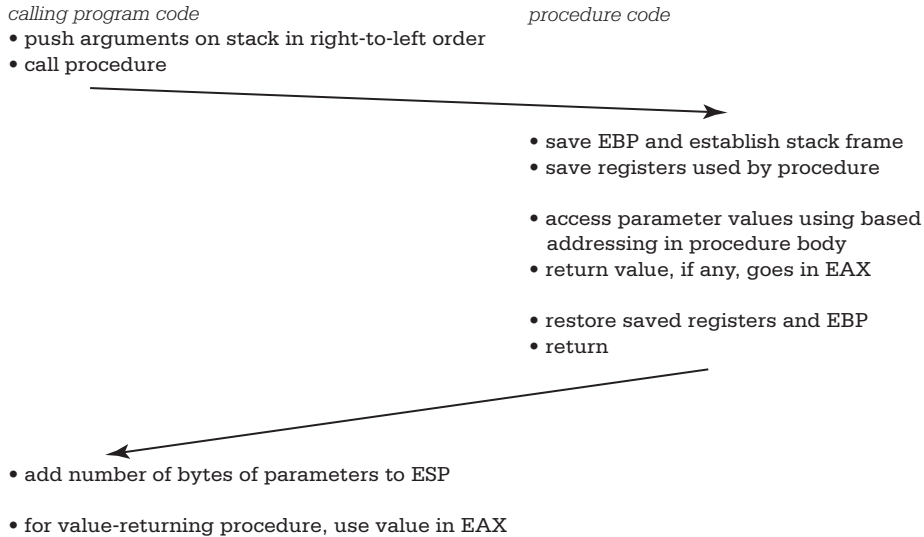 calling program code
• push arguments on stack in right-to-left order
• call procedure
procedure code
• save EBP and establish stack frame
• save registers used by procedure
• access parameter values using based
addressing in procedure body
• return value, if any, goes in EAX
• restore saved registers and EBP
• return
• add number of bytes of parameters to ESP
• for value-returning procedure, use value in EAX